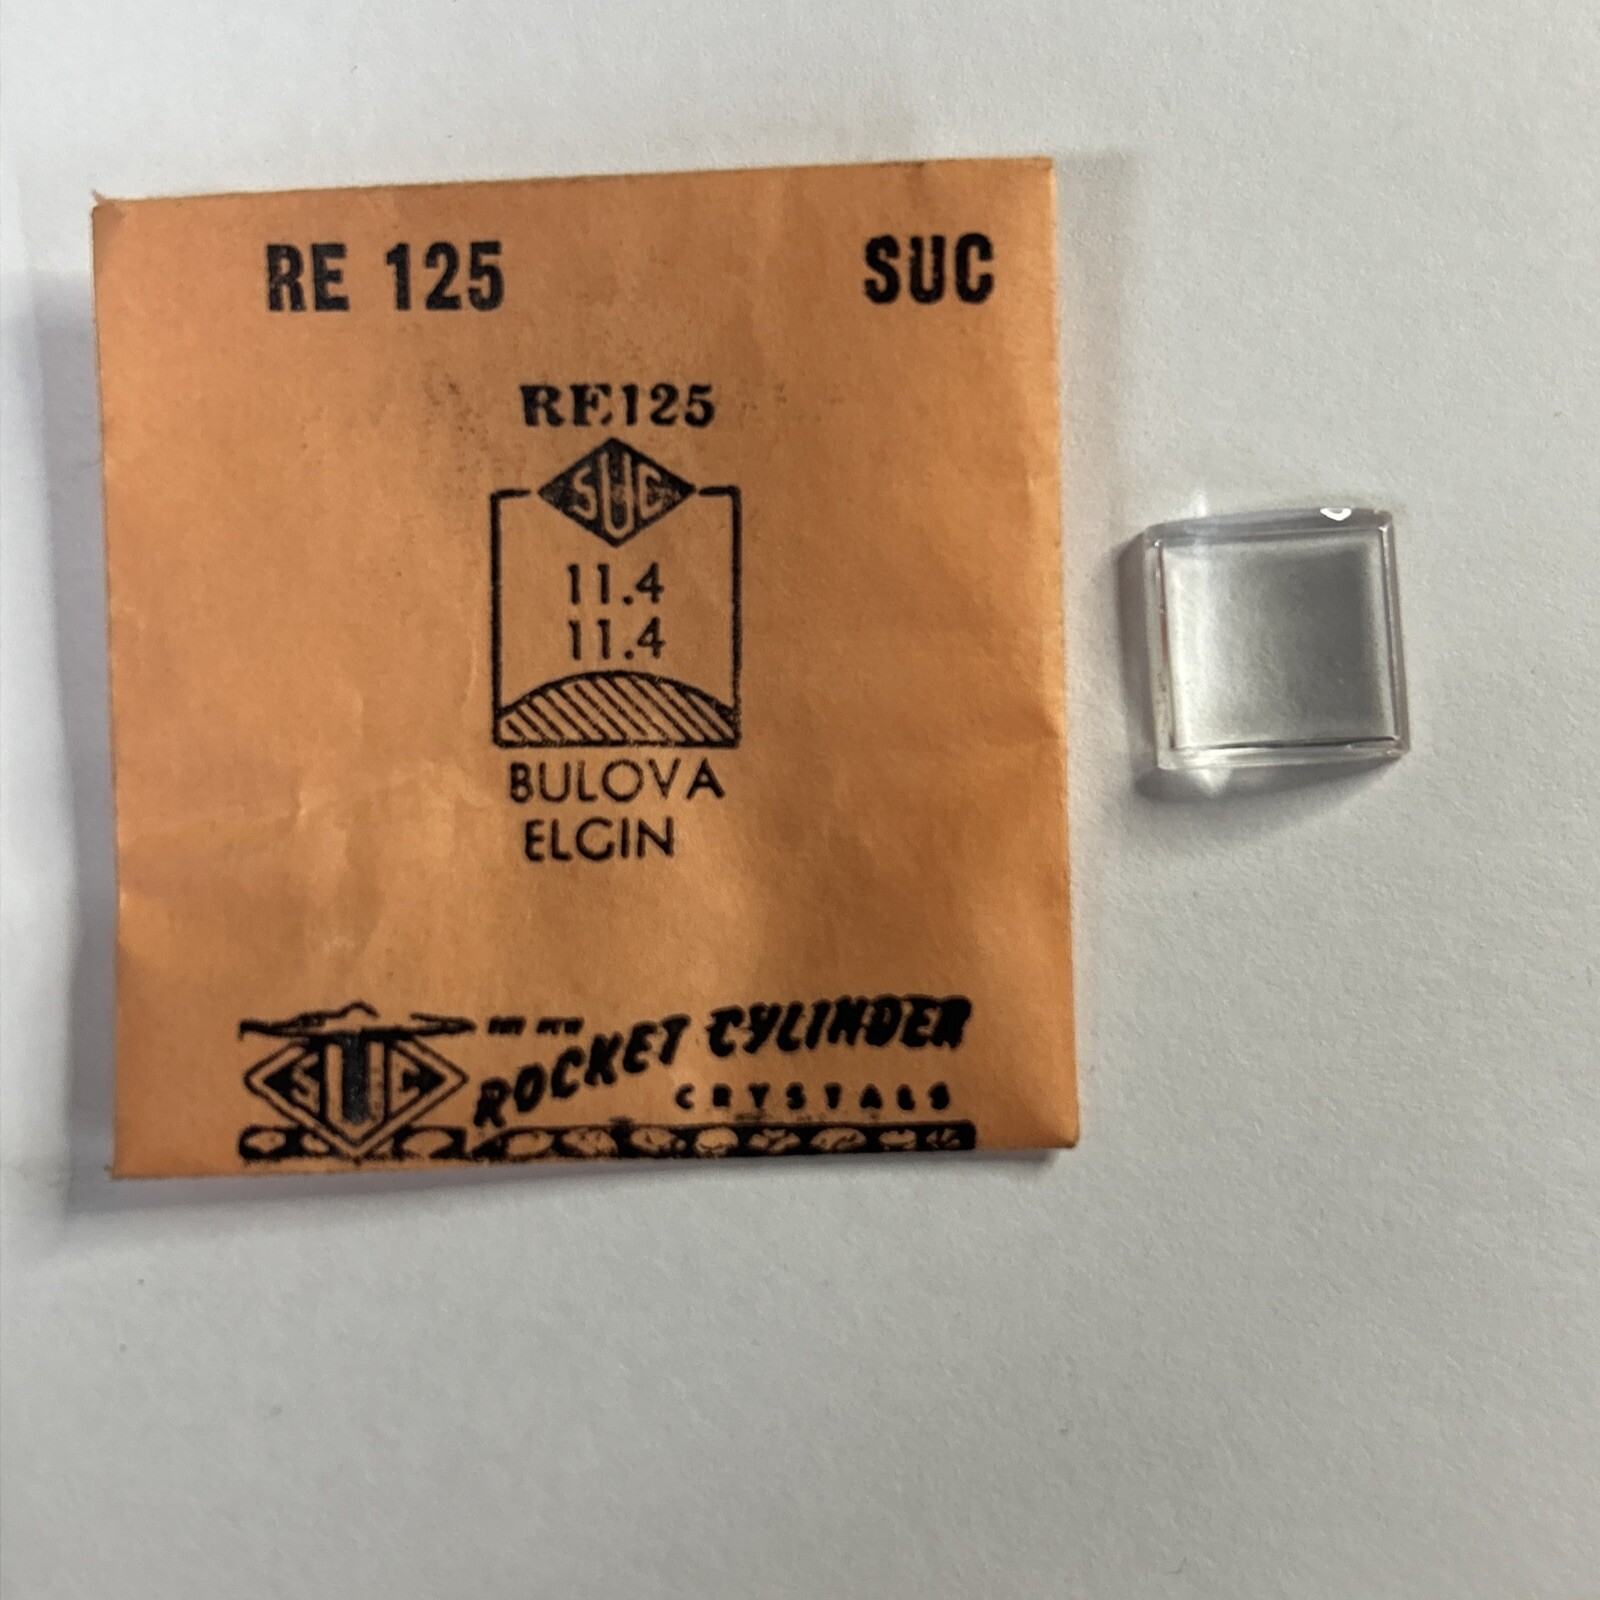 RE 125 SUC
RE125
SUC
11.4
11.4
BULOVA
ELGIN
SUC ROCKET CYLINDER
CRYSTALS